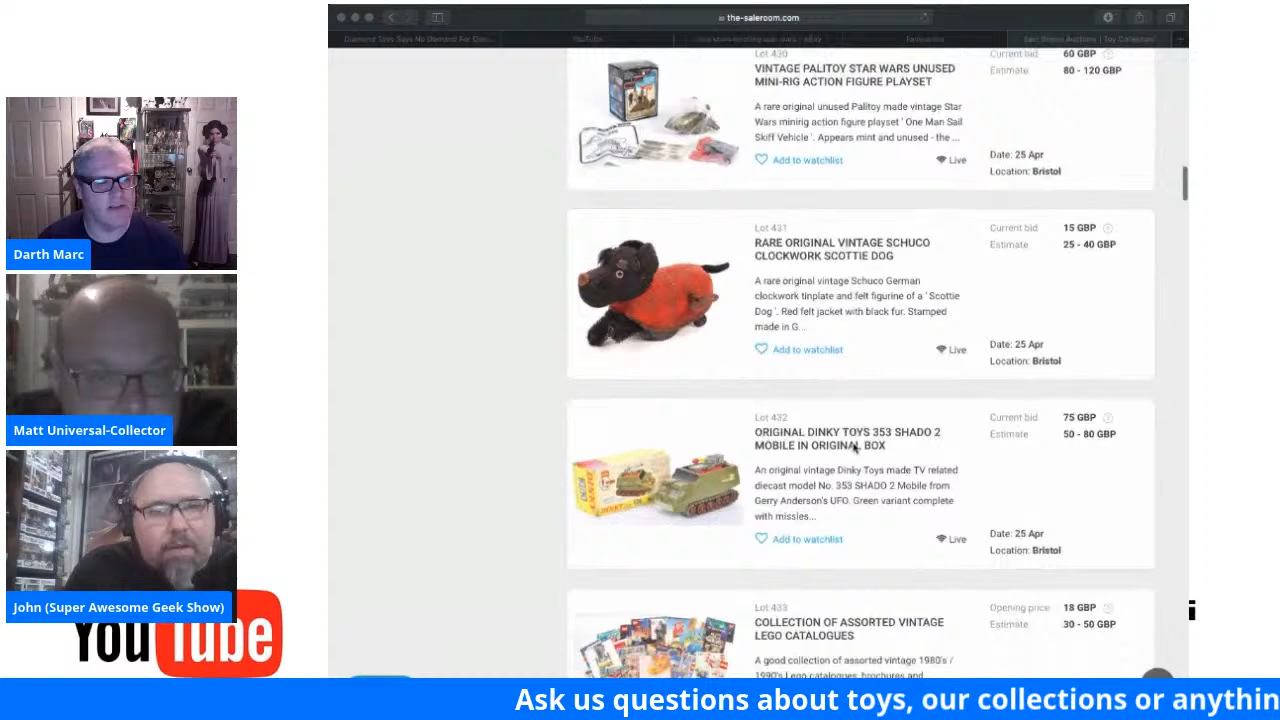 the-saleroom.com
Diamond Toys Says No Demand For
YouTube
Favourites
East Bristol Auctions | Toy Collectors
Lot 430
VINTAGE PALITOY STAR WARS UNUSED
MINI-RIG ACTION FIGURE PLAYSET
A rare original unused Palitoy made vintage Star
Wars minirig action figure playset ' One Man Sail
Skiff Vehicle '. Appears mint and unused - the ...
Add to watchlist
Live
Current bid 60 GBP
Estimate: 80 - 120 GBP
Date: 25 Apr
Location: Bristol
Lot 431
RARE ORIGINAL VINTAGE SCHUCO
CLOCKWORK SCOTTIE DOG
A rare original vintage Schuco German
clockwork tinplate and felt figurine of a ' Scottie
Dog '. Red felt jacket with black fur. Stamped
made in G...
Add to watchlist
Live
Current bid 15 GBP
Estimate 25 - 40 GBP
Date: 25 Apr
Location: Bristol
Lot 432
ORIGINAL DINKY TOYS 353 SHADO 2
MOBILE IN ORIGINAL BOX
An original vintage Dinky Toys made TV related
diecast model No. 353 SHADO 2 Mobile from
Gerry Anderson's UFO. Green variant complete
with missles...
Add to watchlist
Live
Current bid 75 GBP
Estimate 50 - 80 GBP
Date: 25 Apr
Location: Bristol
Lot 433
COLLECTION OF ASSORTED VINTAGE
LEGO CATALOGUES
A good collection of assorted vintage 1980's /
1990's Lego catalogues, brochures and
Opening price 18 GBP
Estimate 30 - 50 GBP
Darth Marc
Matt Universal-Collector
John (Super Awesome Geek Show)
YouTube
i
Ask us questions about toys, our collections or anythin